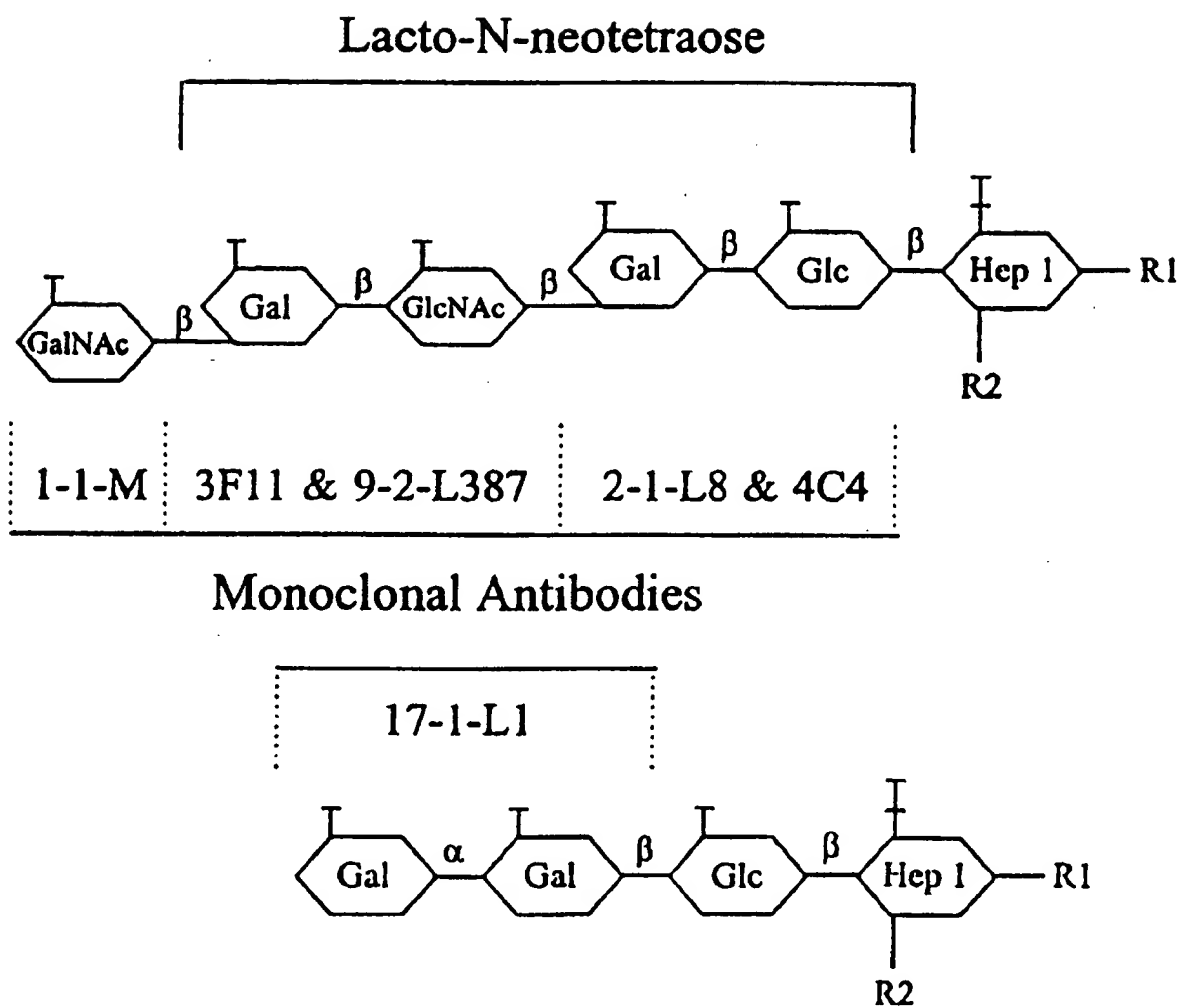 Lacto-N-neotetraose
β β β β β
GalNAc Gal GlcNAc Gal Glc Hep 1 R1
R2
1-1-M 3F11 & 9-2-L387 2-1-L8 & 4C4
Monoclonal Antibodies
17-1-L1
α β β
Gal Gal Glc Hep 1 R1
R2